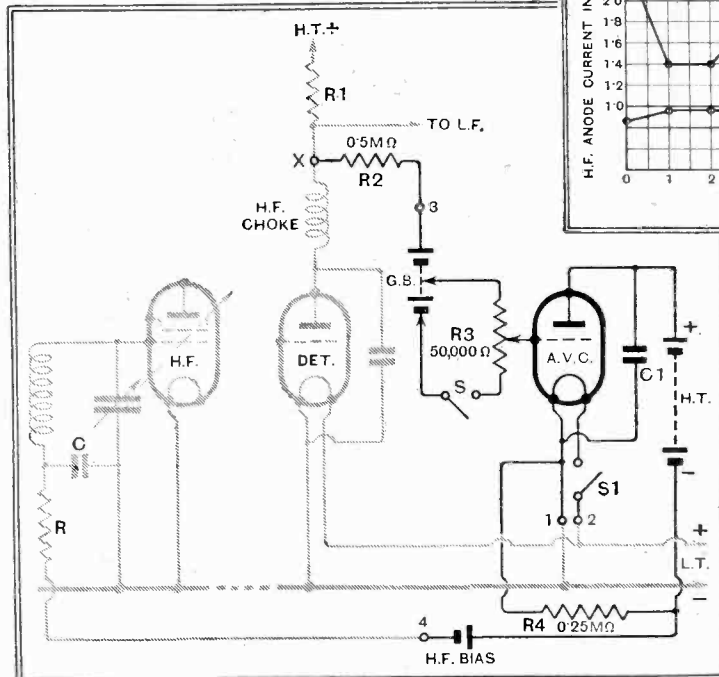 H.T.+
R1
TO L.F.
X
0·5MΩ
R2
3
H.F.
CHOKE
G.B.
R3
50,000 Ω
S
H.F.
DET.
A.V.C.
C1
+
H.T.
−
C
R
S1
1
2
+
L.T.
−
R4
0·25MΩ
4
H.F. BIAS
H.F. ANODE CURRENT IN
2·0
1·8
1·6
1·4
1·2
1·0
0
1
2